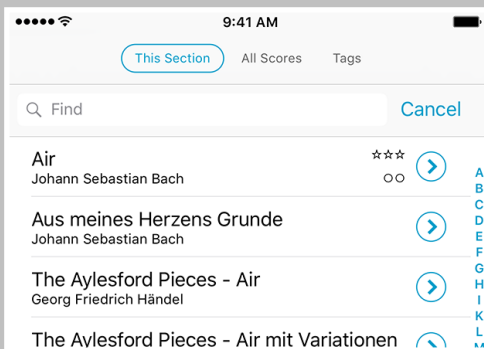 9:41 AM
This Section All Scores Tags
Find Cancel
Air
Johann Sebastian Bach
Aus meines Herzens Grunde
Johann Sebastian Bach
The Aylesford Pieces - Air
Georg Friedrich Händel
The Aylesford Pieces - Air mit Variationen
A
B
C
D
E
F
G
H
I
K
L
M